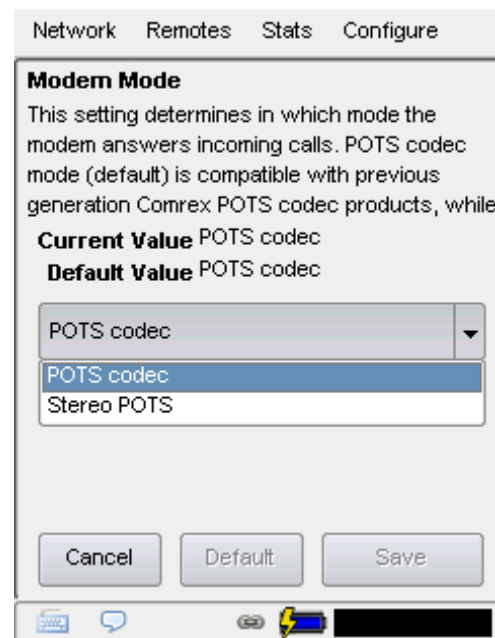 Network Remotes Stats Configure
Modem Mode
This setting determines in which mode the
modem answers incoming calls. POTS codec
mode (default) is compatible with previous
generation Comrex POTS codec products, while
Current Value POTS codec
Default Value POTS codec
POTS codec
POTS codec
Stereo POTS
Cancel Default Save